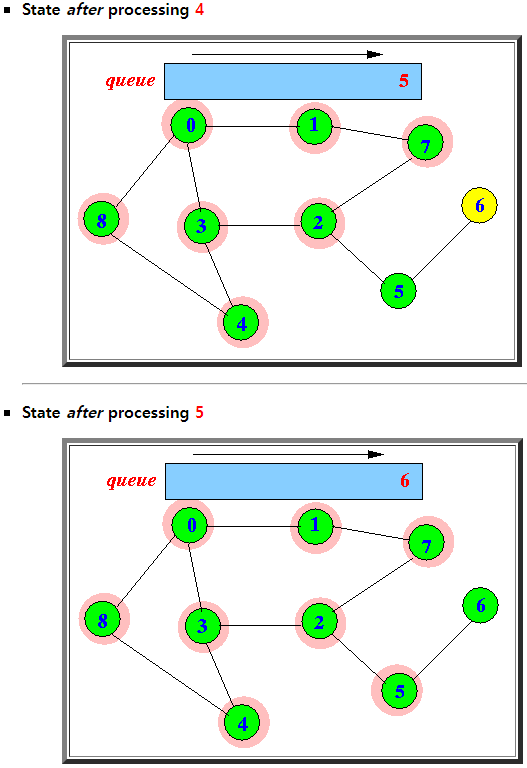 State after processing 4
queue 5
0 1 7
6
8 3 2
5
4
State after processing 5
queue 6
0 1 7
6
8 3 2
5
4